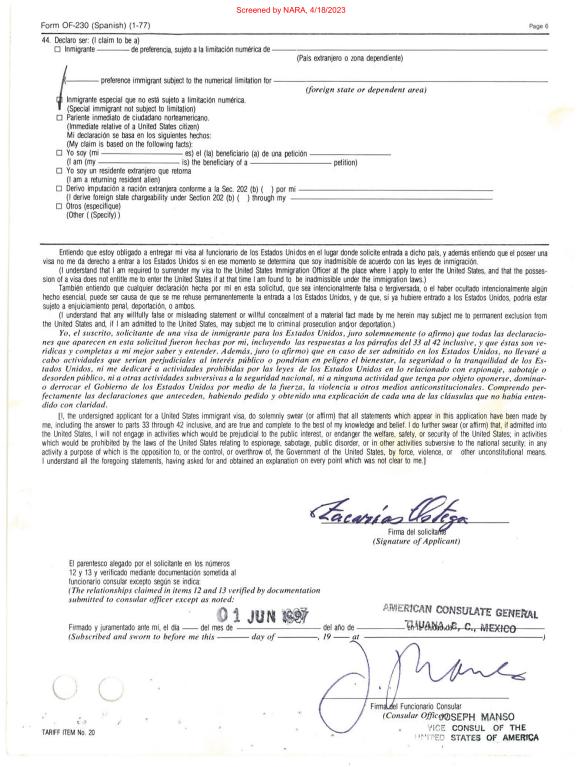 Screened by NARA, 4/18/2023
Form OF-230 (Spanish) (1-77)
Page 6
44. Declaro ser: (I claim to be a)
☐ Inmigrante de preferencia, sujeto a la limitación numérica de
(País extranjero o zona dependiente)
preference immigrant subject to the numerical limitation for
(foreign state or dependent area)
Inmigrante especial que no está sujeto a limitación numérica.
(Special immigrant not subject to limitation)
☐ Pariente inmediato de ciudadano norteamericano.
(Immediate relative of a United States citizen)
Mi declaración se basa en los siguientes hechos:
(My claim is based on the following facts):
☐ Yo soy (mi es) el (la) beneficiario (a) de una petición
(I am (my is) the beneficiary of a petition)
☐ Yo soy un residente extranjero que retorna
(I am a returning resident alien)
☐ Derivo imputación a nación extranjera conforme a la Sec. 202 (b) ( ) por mi
(I derive foreign state chargeability under Section 202 (b) ( ) through my
☐ Otros (especifique)
(Other ( (Specify) )
Entiendo que estoy obligado a entregar mi visa al funcionario de los Estados Unidos en el lugar donde solicite entrada a dicho país, y además entiendo que el poseer una
visa no me da derecho a entrar a los Estados Unidos si en ese momento se determina que soy inadmisible de acuerdo con las leyes de inmigración.
(I understand that I am required to surrender my visa to the United States Immigration Officer at the place where I apply to enter the United States, and that the posses-
sion of a visa does not entitle me to enter the United States if at that time I am found to be inadmissible under the immigration laws.)
También entiendo que cualquier declaración hecha por mi en esta solicitud, que sea intencionalmente falsa o tergiversada, o el haber ocultado intencionalmente algún
hecho esencial, puede ser causa de que se me rehuse permanentemente la entrada a los Estados Unidos, y de que, si ya hubiere entrado a los Estados Unidos, podría estar
sujeto a enjuiciamiento penal, deportación, o ambos.
(I understand that any willfully false or misleading statement or willful concealment of a material fact made by me herein may subject me to permanent exclusion from
the United States and, if I am admitted to the United States, may subject me to criminal prosecution and/or deportation.)
Yo, el suscrito, solicitante de una visa de inmigrante para los Estados Unidos, juro solemnemente (o afirmo) que todas las declaracio-
nes que aparecen en esta solicitud fueron hechas por mi, incluyendo las respuestas a los párrafos del 33 al 42 inclusive, y que éstas son ve-
rídicas y completas a mi mejor saber y entender. Además, juro (o afirmo) que en caso de ser admitido en los Estados Unidos, no llevaré a
cabo actividades que serían perjudiciales al interés público o pondrían en peligro el bienestar, la seguridad o la tranquilidad de los Es-
tados Unidos, ni me dedicaré a actividades prohibidas por las leyes de los Estados Unidos en lo relacionado con espionaje, sabotaje o
desorden público, ni a otras actividades subversivas a la seguridad nacional, ni a ninguna actividad que tenga por objeto oponerse, dominar-
o derrocar el Gobierno de los Estados Unidos por medio de la fuerza, la violencia u otros medios anticonstitucionales. Comprendo per-
fectamente las declaraciones que anteceden, habiendo pedido y obtenido una explicación de cada una de las cláusulas que no había enten-
dido con claridad.
[I, the undersigned applicant for a United States immigrant visa, do solemnly swear (or affirm) that all statements which appear in this application have been made by
me, including the answer to parts 33 through 42 inclusive, and are true and complete to the best of my knowledge and belief. I do further swear (or affirm) that, if admitted into
the United States, I will not engage in activities which would be prejudicial to the public interest, or endanger the welfare, safety, or security of the United States; in activities
which would be prohibited by the laws of the United States relating to espionage, sabotage, public disorder, or in other activities subversive to the national security; in any
activity a purpose of which is the opposition to, or the control, or overthrow of, the Government of the United States, by force, violence, or other unconstitutional means.
I understand all the foregoing statements, having asked for and obtained an explanation on every point which was not clear to me.]
Zacarías Ortega
Firma del solicitante
(Signature of Applicant)
El parentesco alegado por el solicitante en los números
12 y 13 y verificado mediante documentación sometida al
funcionario consular excepto según se indica:
(The relationships claimed in items 12 and 13 verified by documentation
submitted to consular officer except as noted:
01 JUN
AMERICAN CONSULATE GENERAL
Firmado y juramentado ante mí, el día del mes de del año de
TIJUANA, B. C., MEXICO
(Subscribed and sworn to before me this day of , 19 at )
Firma del Funcionario Consular
(Consular Officer)
JOSEPH MANSO
VICE CONSUL OF THE
UNITED STATES OF AMERICA
TARIFF ITEM No. 20